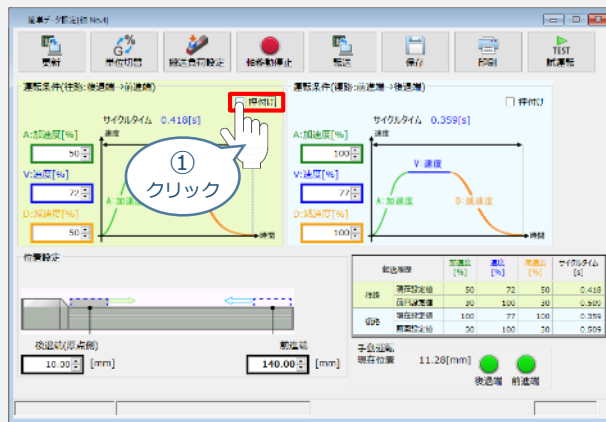 簡単データ設定[軸 No.4]
更新
単位切替
搬送負荷設定
軸移動停止
転送
保存
印刷
TEST
試運転
運転条件(往路:後退端→前進端)
押付け
サイクルタイム 0.418[s]
A:加速度[%]
50
V:速度[%]
72
D:減速度[%]
50
速度
A:加速度
時間
①
クリック
運転条件(復路:前進端→後退端)
押付け
サイクルタイム 0.359[s]
A:加速度[%]
100
V:速度[%]
77
D:減速度[%]
100
速度
V:速度
A:加速度
D:減速度
時間
位置設定
後退端(原点側)
10.00 [mm]
前進端
140.00 [mm]
転送履歴 加速度[%] 速度[%] 減速度[%] サイクルタイム[s]
往路 現在設定値 50 72 50 0.418
前回設定値 30 100 30 0.509
復路 現在設定値 100 77 100 0.359
前回設定値 30 100 30 0.509
手動運転
現在位置 11.28[mm]
後退端 前進端